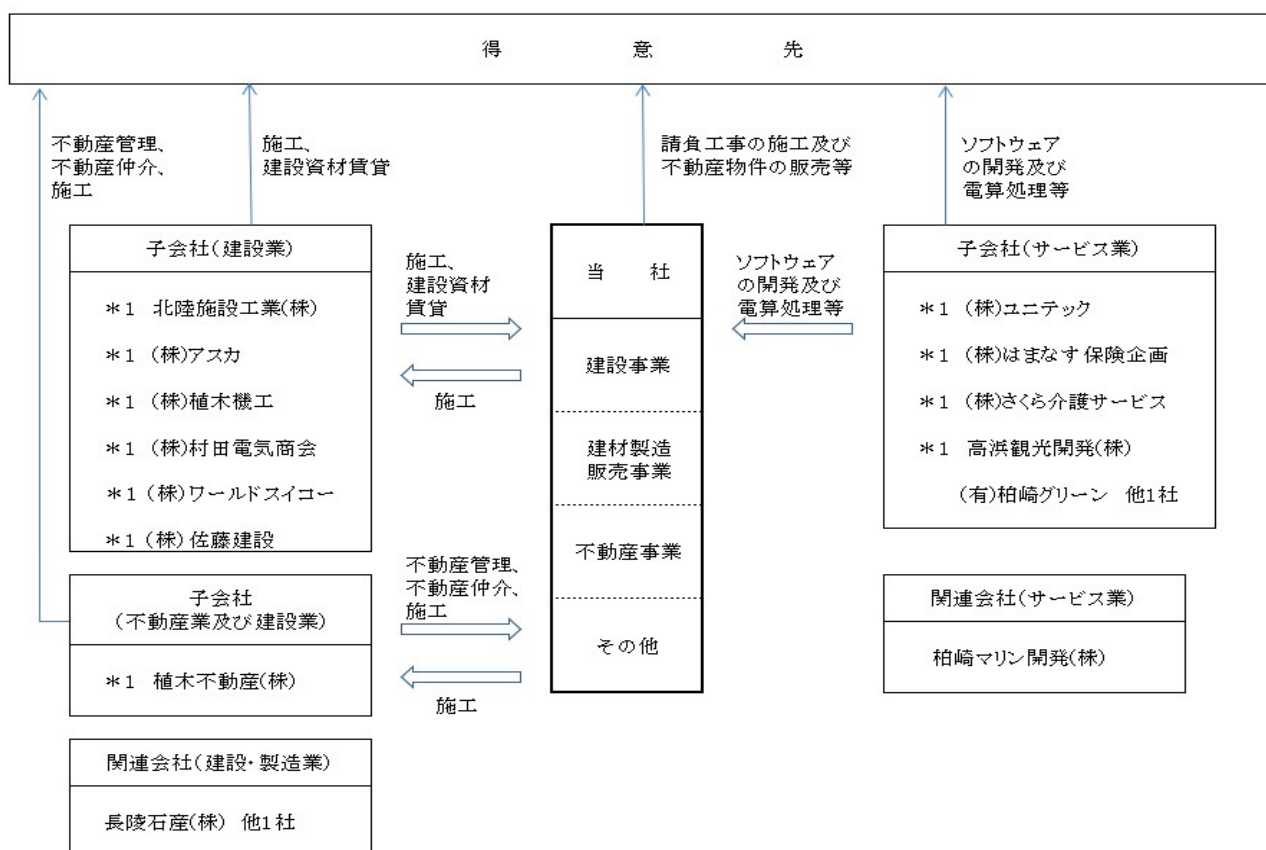 得意先
不動産管理、
不動産仲介、
施工
施工、
建設資材賃貸
請負工事の施工及び
不動産物件の販売等
ソフトウェア
の開発及び
電算処理等
子会社(建設業)
*1 北陸施設工業(株)
*1 (株)アスカ
*1 (株)植木機工
*1 (株)村田電気商会
*1 (株)ワールドスイコー
*1 (株)佐藤建設
施工、
建設資材
賃貸
施工
当社
建設事業
建材製造
販売事業
不動産事業
その他
ソフトウェア
の開発及び
電算処理等
子会社(サービス業)
*1 (株)ユニテック
*1 (株)はまなす保険企画
*1 (株)さくら介護サービス
*1 高浜観光開発(株)
(有)柏崎グリーン 他1社
子会社
(不動産業及び建設業)
*1 植木不動産(株)
不動産管理、
不動産仲介、
施工
施工
関連会社(サービス業)
柏崎マリン開発(株)
関連会社(建設・製造業)
長陵石産(株) 他1社